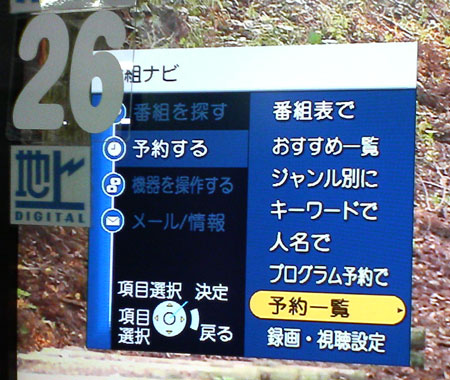 26
地上
DIGITAL
組ナビ
番組を探す
予約する
機器を操作する
メール/情報
項目選択 決定
項目
選択
戻る
番組表で
おすすめ一覧
ジャンル別に
キーワードで
人名で
プログラム予約で
予約一覧
録画・視聴設定